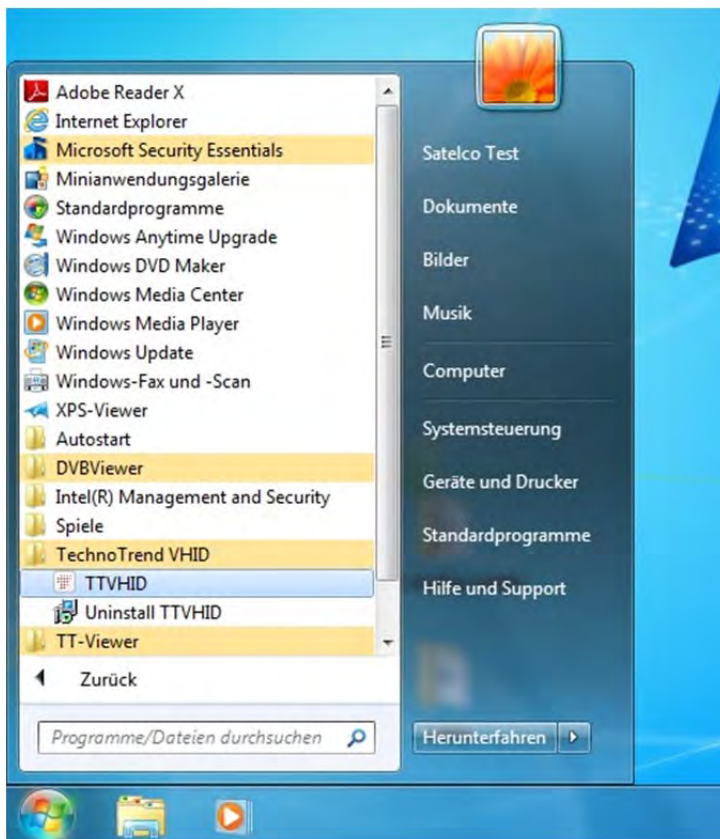 Adobe Reader X
Internet Explorer
Microsoft Security Essentials
Minianwendungsgalerie
Standardprogramme
Windows Anytime Upgrade
Windows DVD Maker
Windows Media Center
Windows Media Player
Windows Update
Windows-Fax und -Scan
XPS-Viewer
Autostart
DVBViewer
Intel(R) Management and Security
Spiele
TechnoTrend VHID
TTVHID
Uninstall TTVHID
TT-Viewer
Zurück
Programme/Dateien durchsuchen
Satelco Test
Dokumente
Bilder
Musik
Computer
Systemsteuerung
Geräte und Drucker
Standardprogramme
Hilfe und Support
Herunterfahren